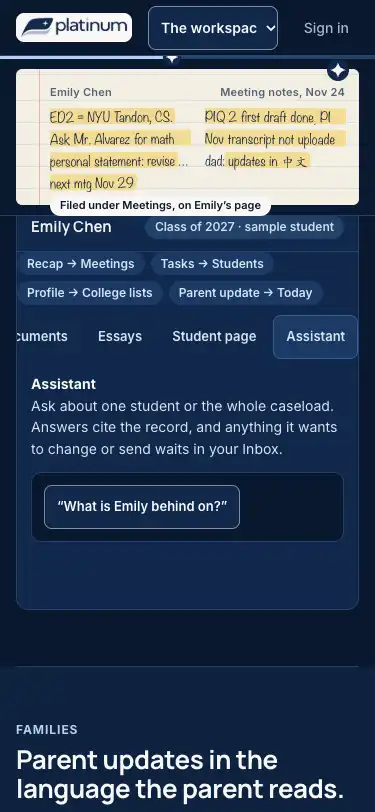 platinum
The workspac
Sign in
Emily Chen
Meeting notes, Nov 24
ED2 = NYU Tandon, CS.
Ask Mr. Alvarez for math
personal statement: revise ...
next mtg Nov 29
PIQ 2 first draft done, PI
Nov transcript not uploade
dad: updates in 中文
Filed under Meetings, on Emily’s page
Emily Chen
Class of 2027 · sample student
Recap → Meetings
Tasks → Students
Profile → College lists
Parent update → Today
cuments
Essays
Student page
Assistant
Assistant
Ask about one student or the whole caseload.
Answers cite the record, and anything it wants
to change or send waits in your Inbox.
“What is Emily behind on?”
FAMILIES
Parent updates in the
language the parent reads.